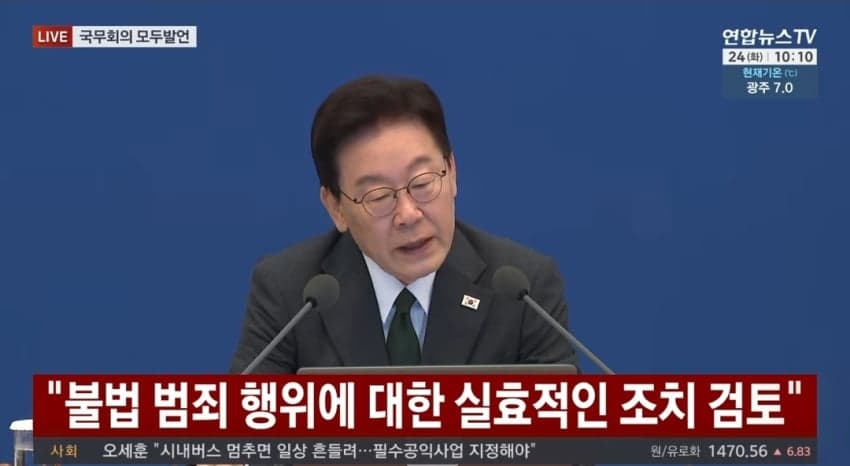 LIVE 국무회의 모두발언
연합뉴스TV
24(화) 10:10
현재기온 (℃)
광주 7.0
"불법 범죄 행위에 대한 실효적인 조치 검토"
사회 오세훈 "시내버스 멈추면 일상 흔들려…필수공익사업 지정해야" 원/유로화 1470.56 ▲ 6.83